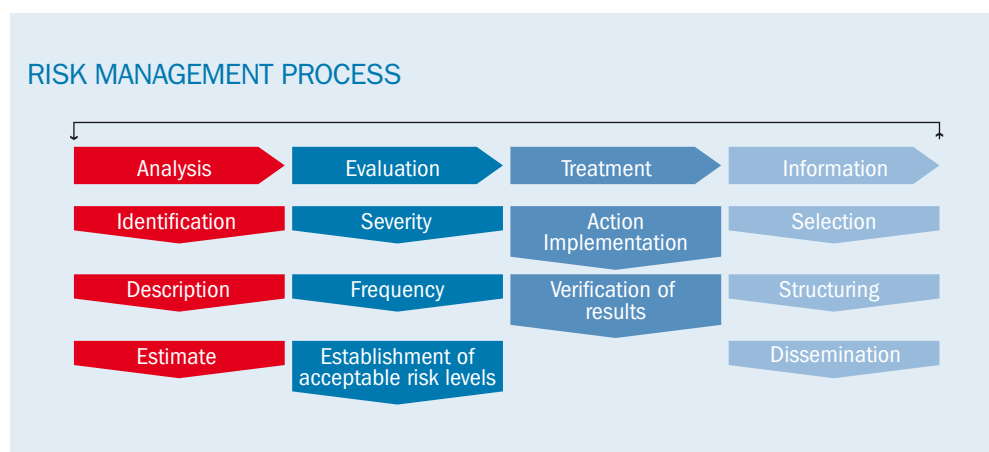 RISK MANAGEMENT PROCESS
Analysis
Evaluation
Treatment
Information
Identification
Severity
Action
Implementation
Selection
Description
Frequency
Verification of
results
Structuring
Estimate
Establishment of
acceptable risk levels
Dissemination